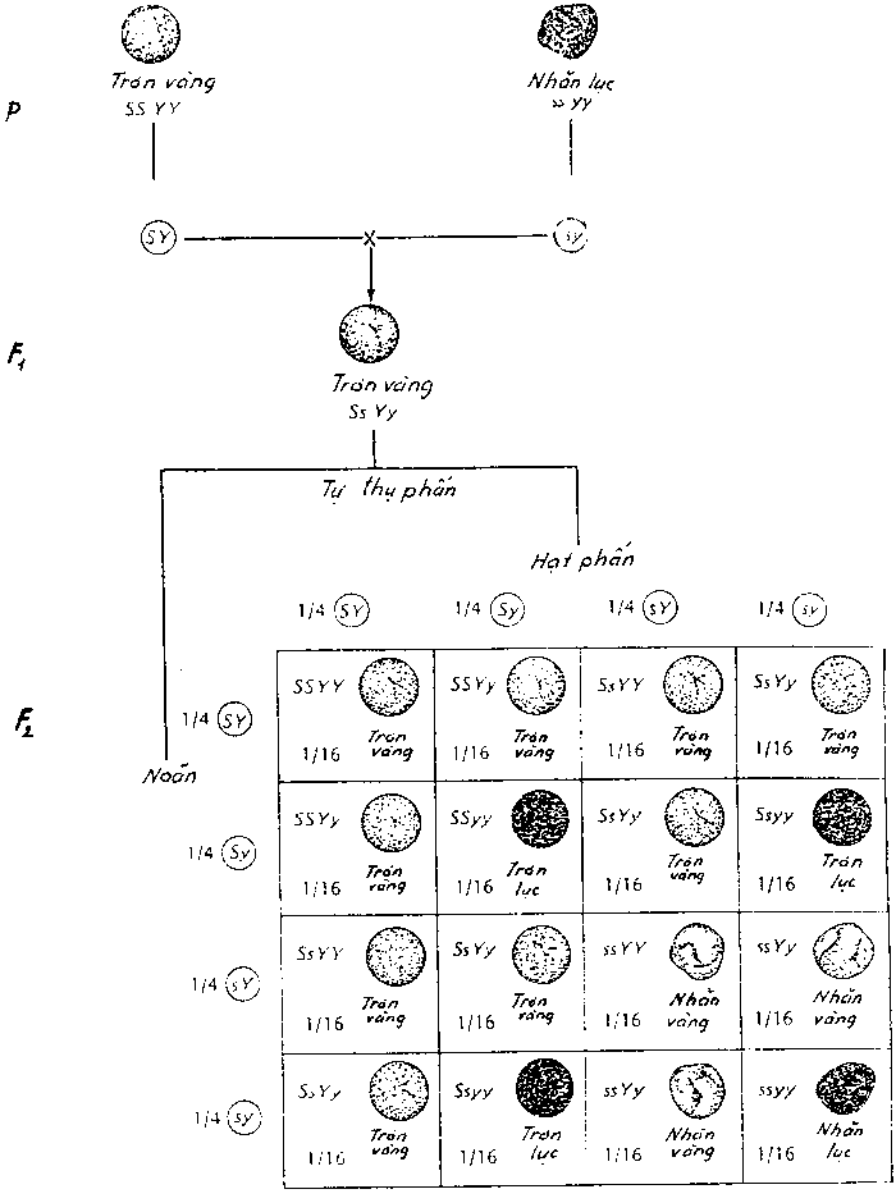 Trơn vàng
Nhăn lục
P
SS YY
ss yy
SY
X
sy
F₁
Trơn vàng
Ss Yy
Tự thụ phấn
Hạt phấn
1/4 SY 1/4 Sy 1/4 sY 1/4 sy
F₂
Noãn
1/4 SY
SSYY SSYy SsYY SsYy
Trơn Trơn Trơn Trơn
1/16 vàng 1/16 vàng 1/16 vàng 1/16 vàng
1/4 Sy
SSYy SSyy SsYy Ssyy
Trơn Trơn Trơn Trơn
1/16 vàng 1/16 lục 1/16 vàng 1/16 lục
1/4 sY
SsYY SsYy ssYY ssYy
Trơn Trơn Nhăn Nhăn
1/16 vàng 1/16 vàng 1/16 vàng 1/16 vàng
1/4 sy
SsYy Ssyy ssYy ssyy
Trơn Trơn Nhăn Nhăn
1/16 vàng 1/16 lục 1/16 vàng 1/16 lục